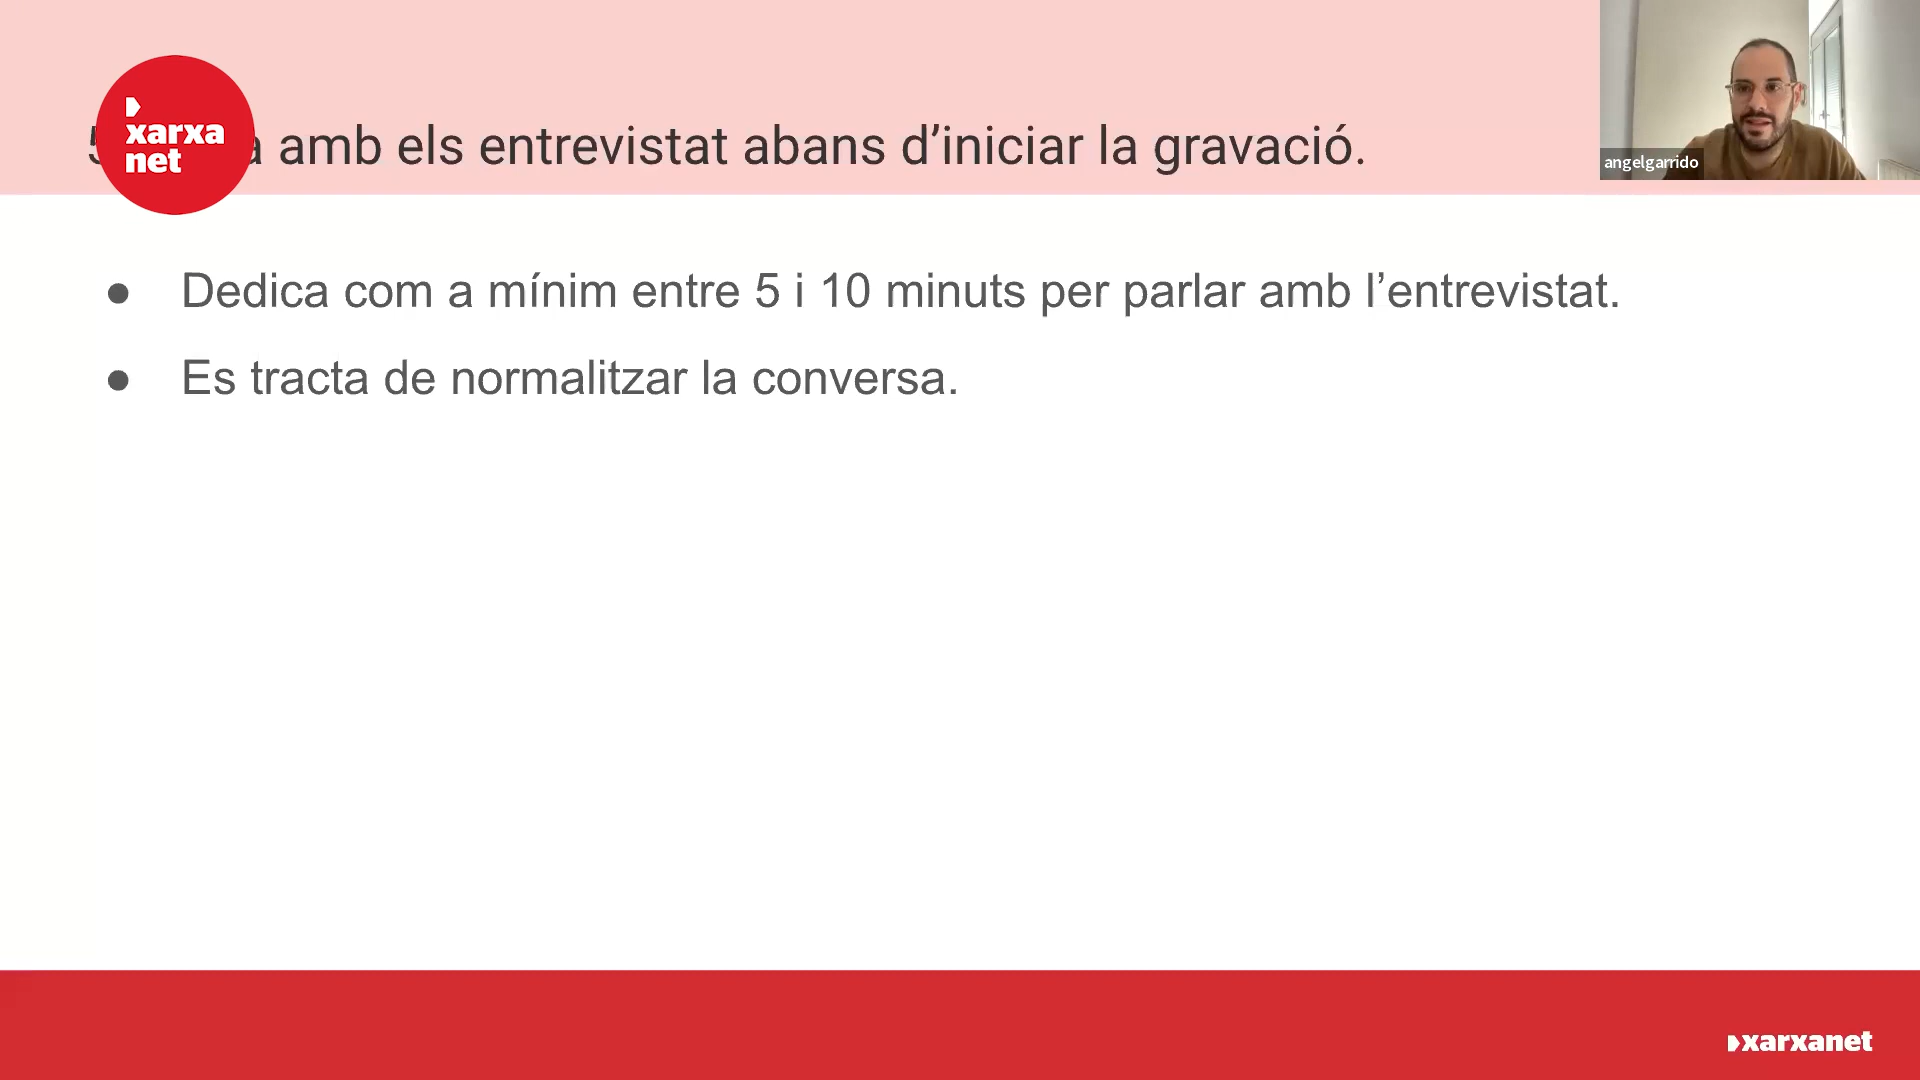 xarxa
net
amb els entrevistat abans d’iniciar la gravació.
angelgarrido
● Dedica com a mínim entre 5 i 10 minuts per parlar amb l’entrevistat.
● Es tracta de normalitzar la conversa.
xarxanet